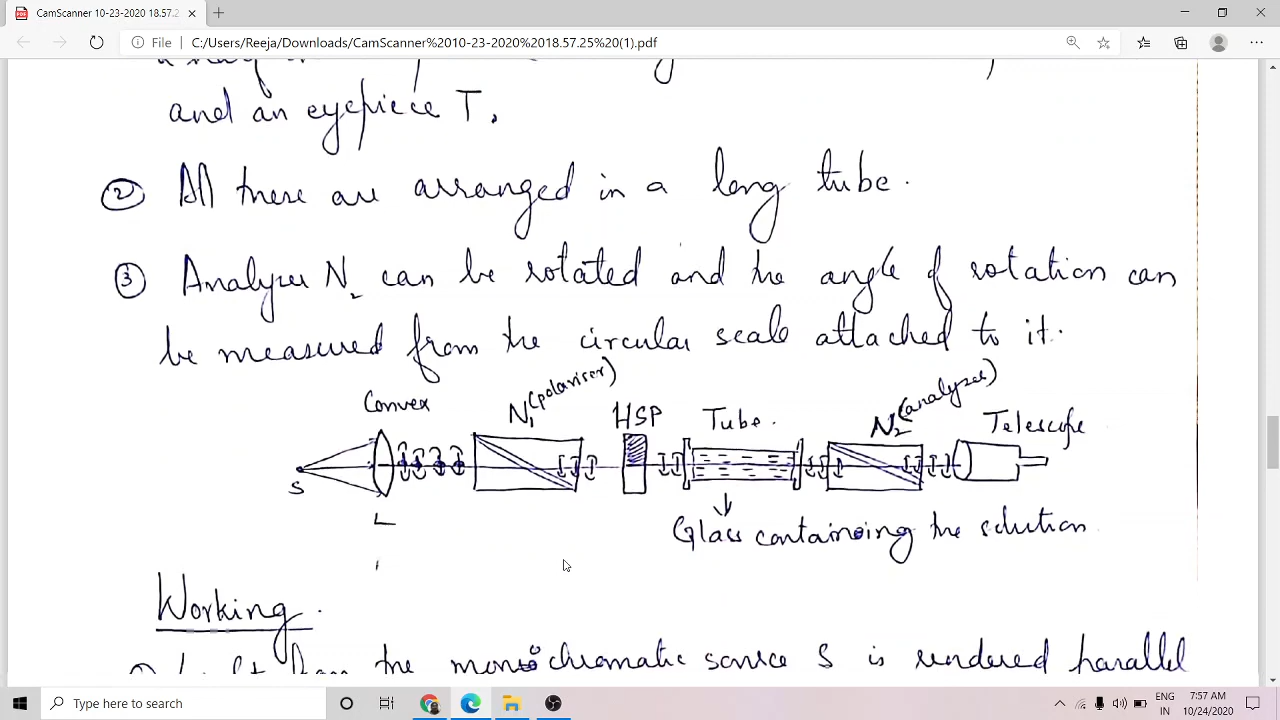 CamScanner 10-23-2020 18.57.2
File C:/Users/Reeja/Downloads/CamScanner%2010-23-2020%2018.57.25%20(1).pdf
and an eyepiece T.
② All these are arranged in a long tube.
③ Analyzer N2 can be rotated and the angle of rotation can
be measured from the circular scale attached to it.
Convex N1 (polariser) HSP Tube. N2 (analyzer) Telescope
S
L
Glass containing the solution
Working.
the monochromatic source S is rendered parallel
Type here to search
ENG 7:57 AM
IN 10/24/2020